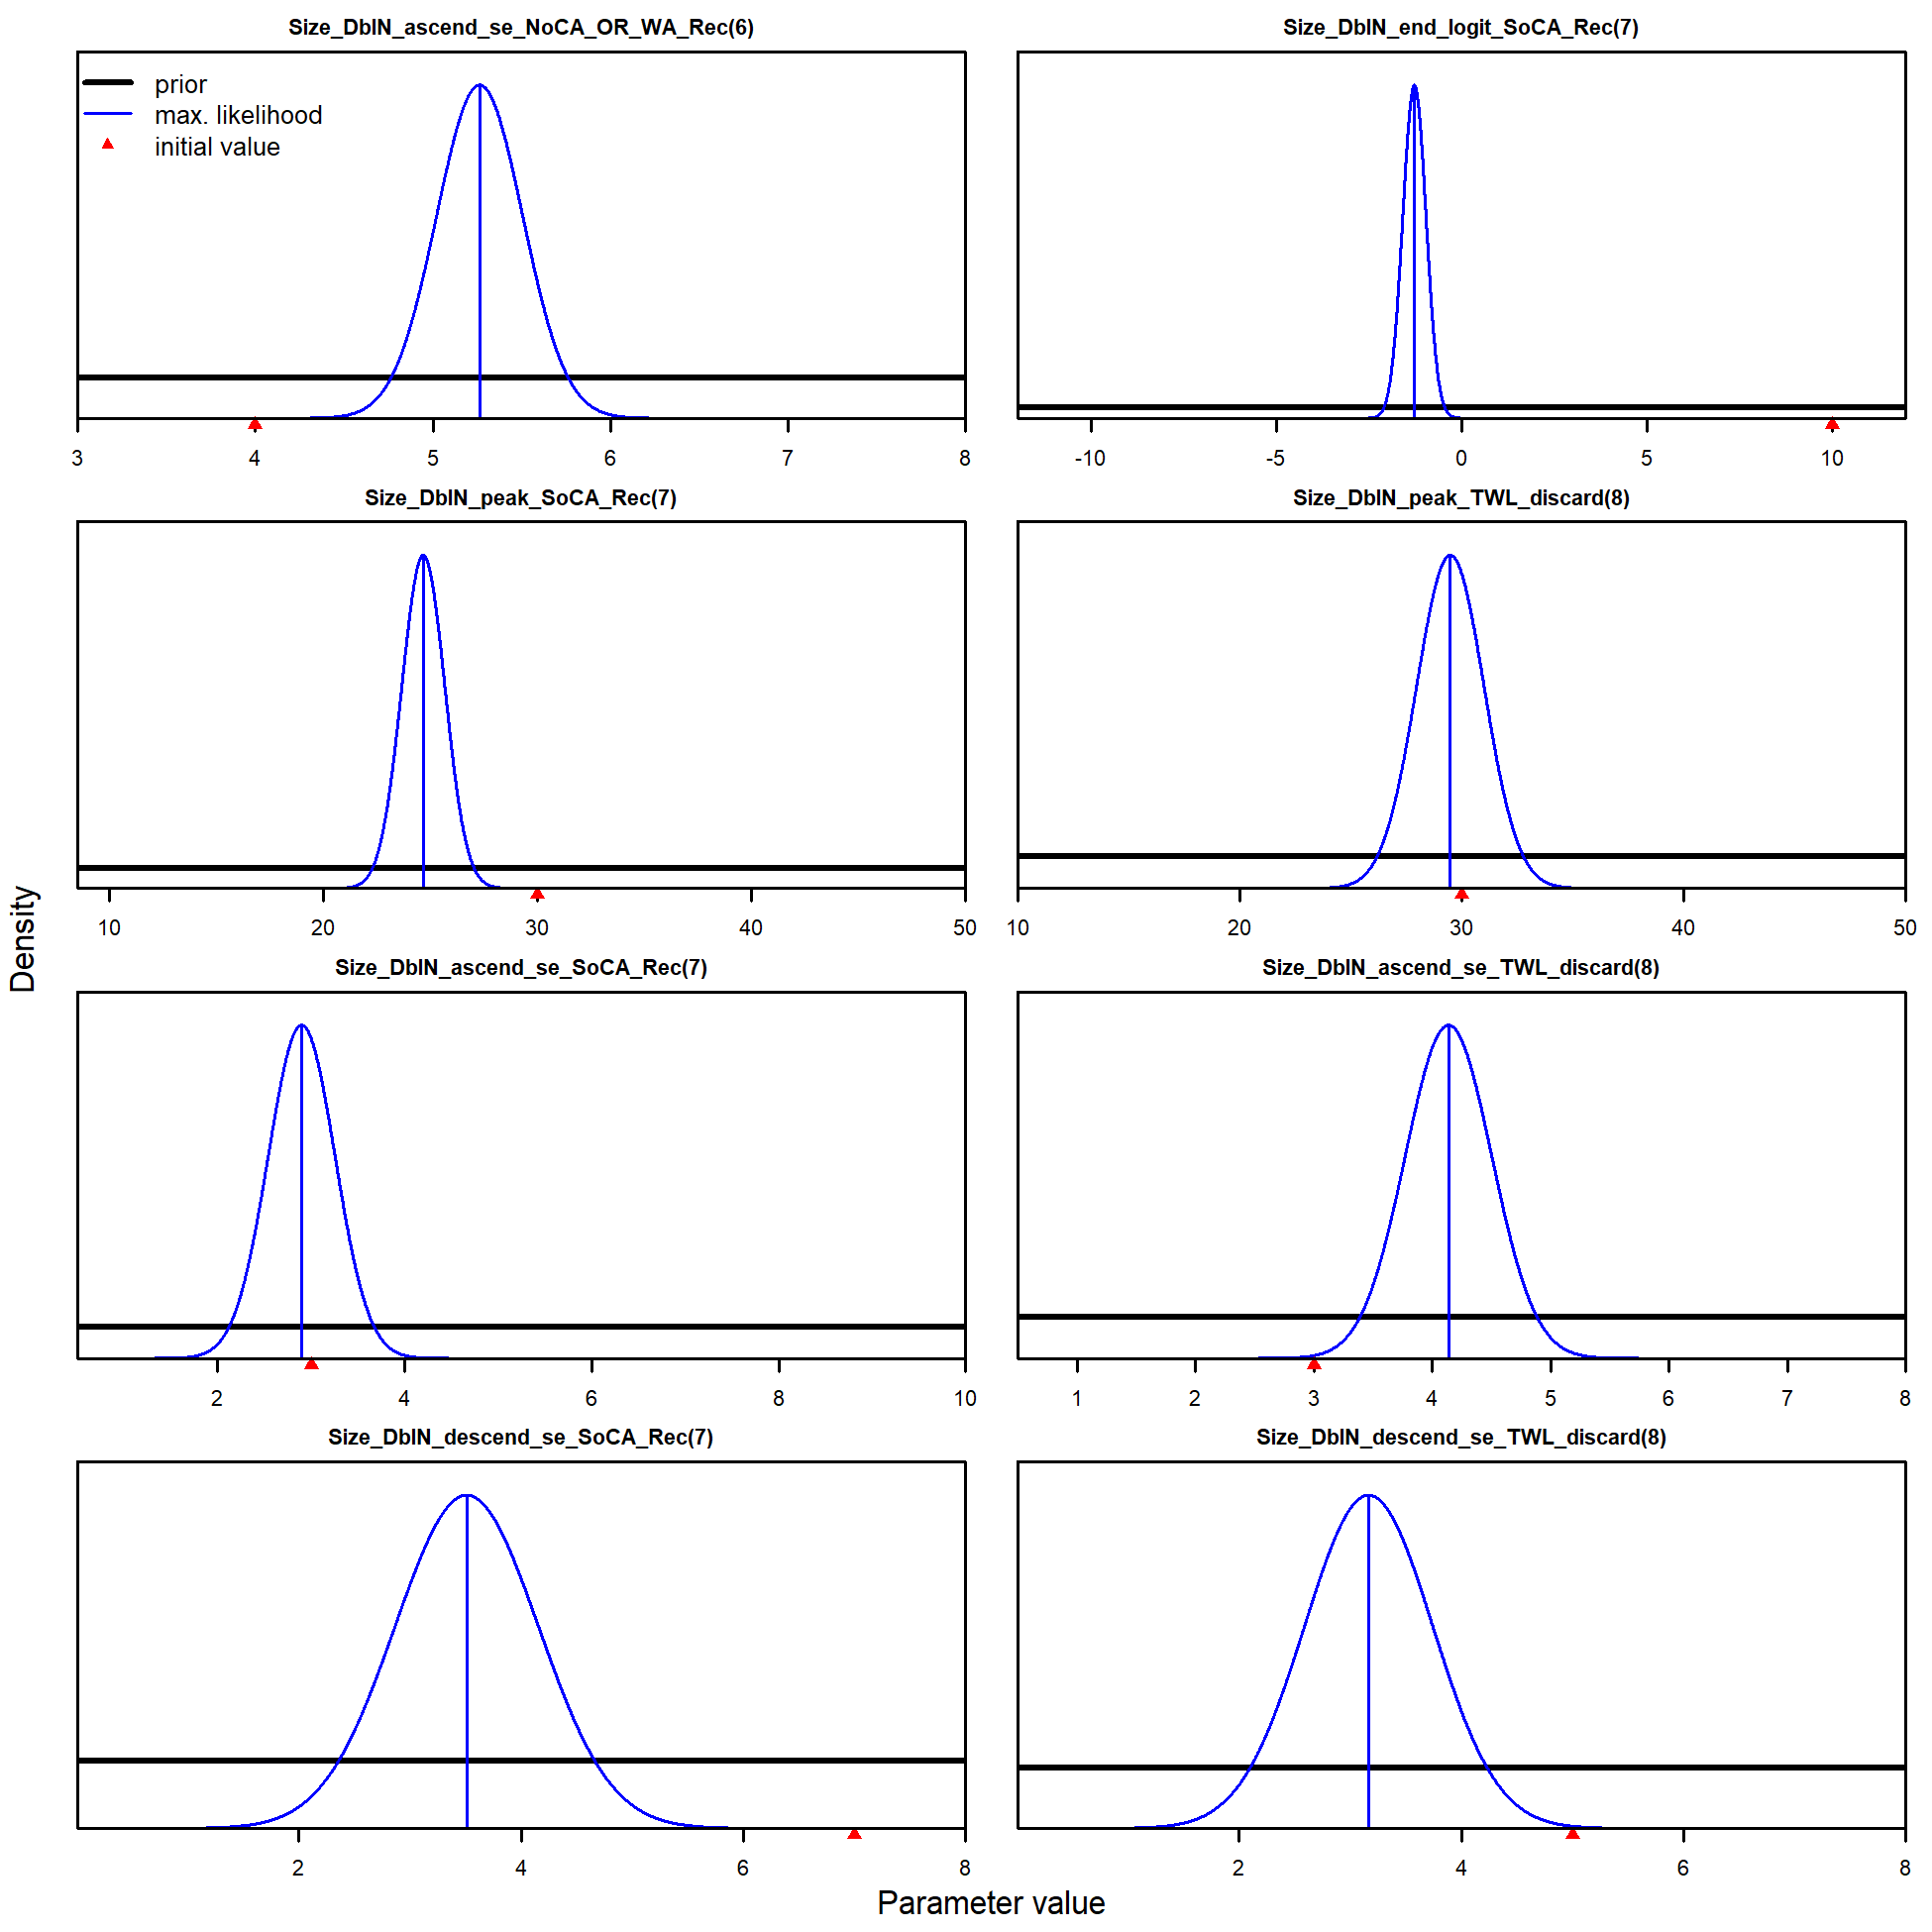 Size_DblN_ascend_se_NoCA_OR_WA_Rec(6)
prior
max. likelihood
initial value
3 4 5 6 7 8
Size_DblN_end_logit_SoCA_Rec(7)
-10 -5 0 5 10
Size_DblN_peak_SoCA_Rec(7)
10 20 30 40 50
Size_DblN_peak_TWL_discard(8)
10 20 30 40 50
Size_DblN_ascend_se_SoCA_Rec(7)
2 4 6 8 10
Size_DblN_ascend_se_TWL_discard(8)
1 2 3 4 5 6 7 8
Size_DblN_descend_se_SoCA_Rec(7)
2 4 6 8
Size_DblN_descend_se_TWL_discard(8)
2 4 6 8
Density
Parameter value